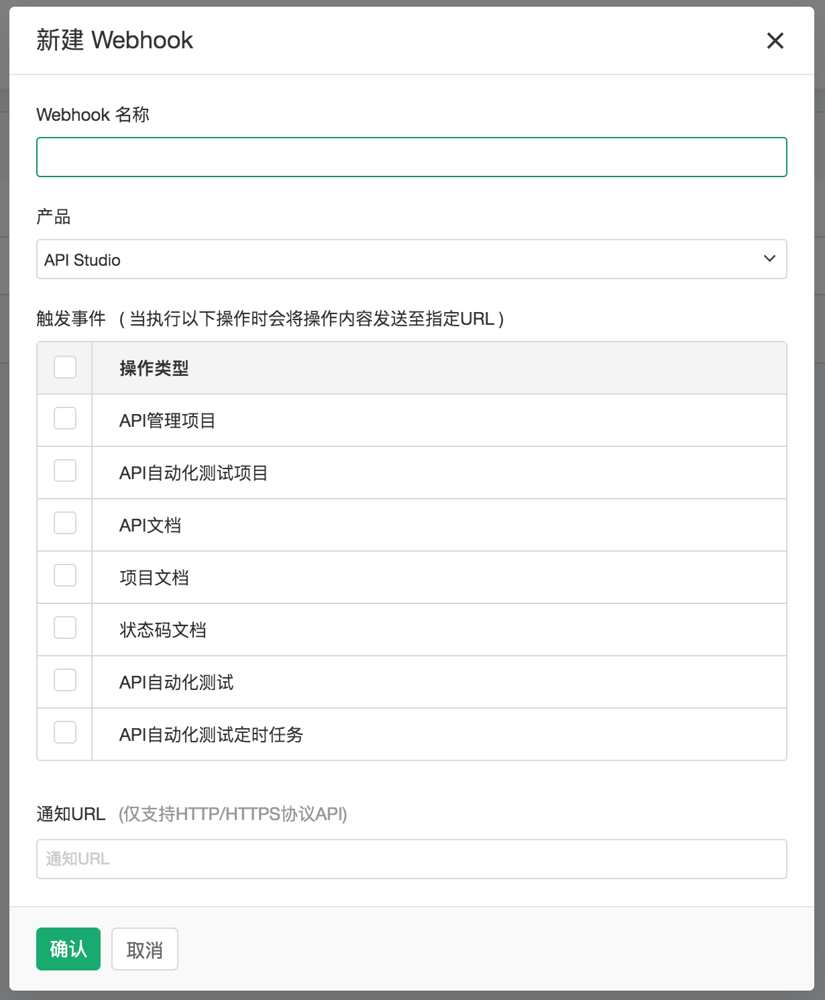 新建 Webhook
Webhook 名称
产品
API Studio
触发事件 ( 当执行以下操作时会将操作内容发送至指定URL )
操作类型
API管理项目
API自动化测试项目
API文档
项目文档
状态码文档
API自动化测试
API自动化测试定时任务
通知URL (仅支持HTTP/HTTPS协议API)
通知URL
确认 取消